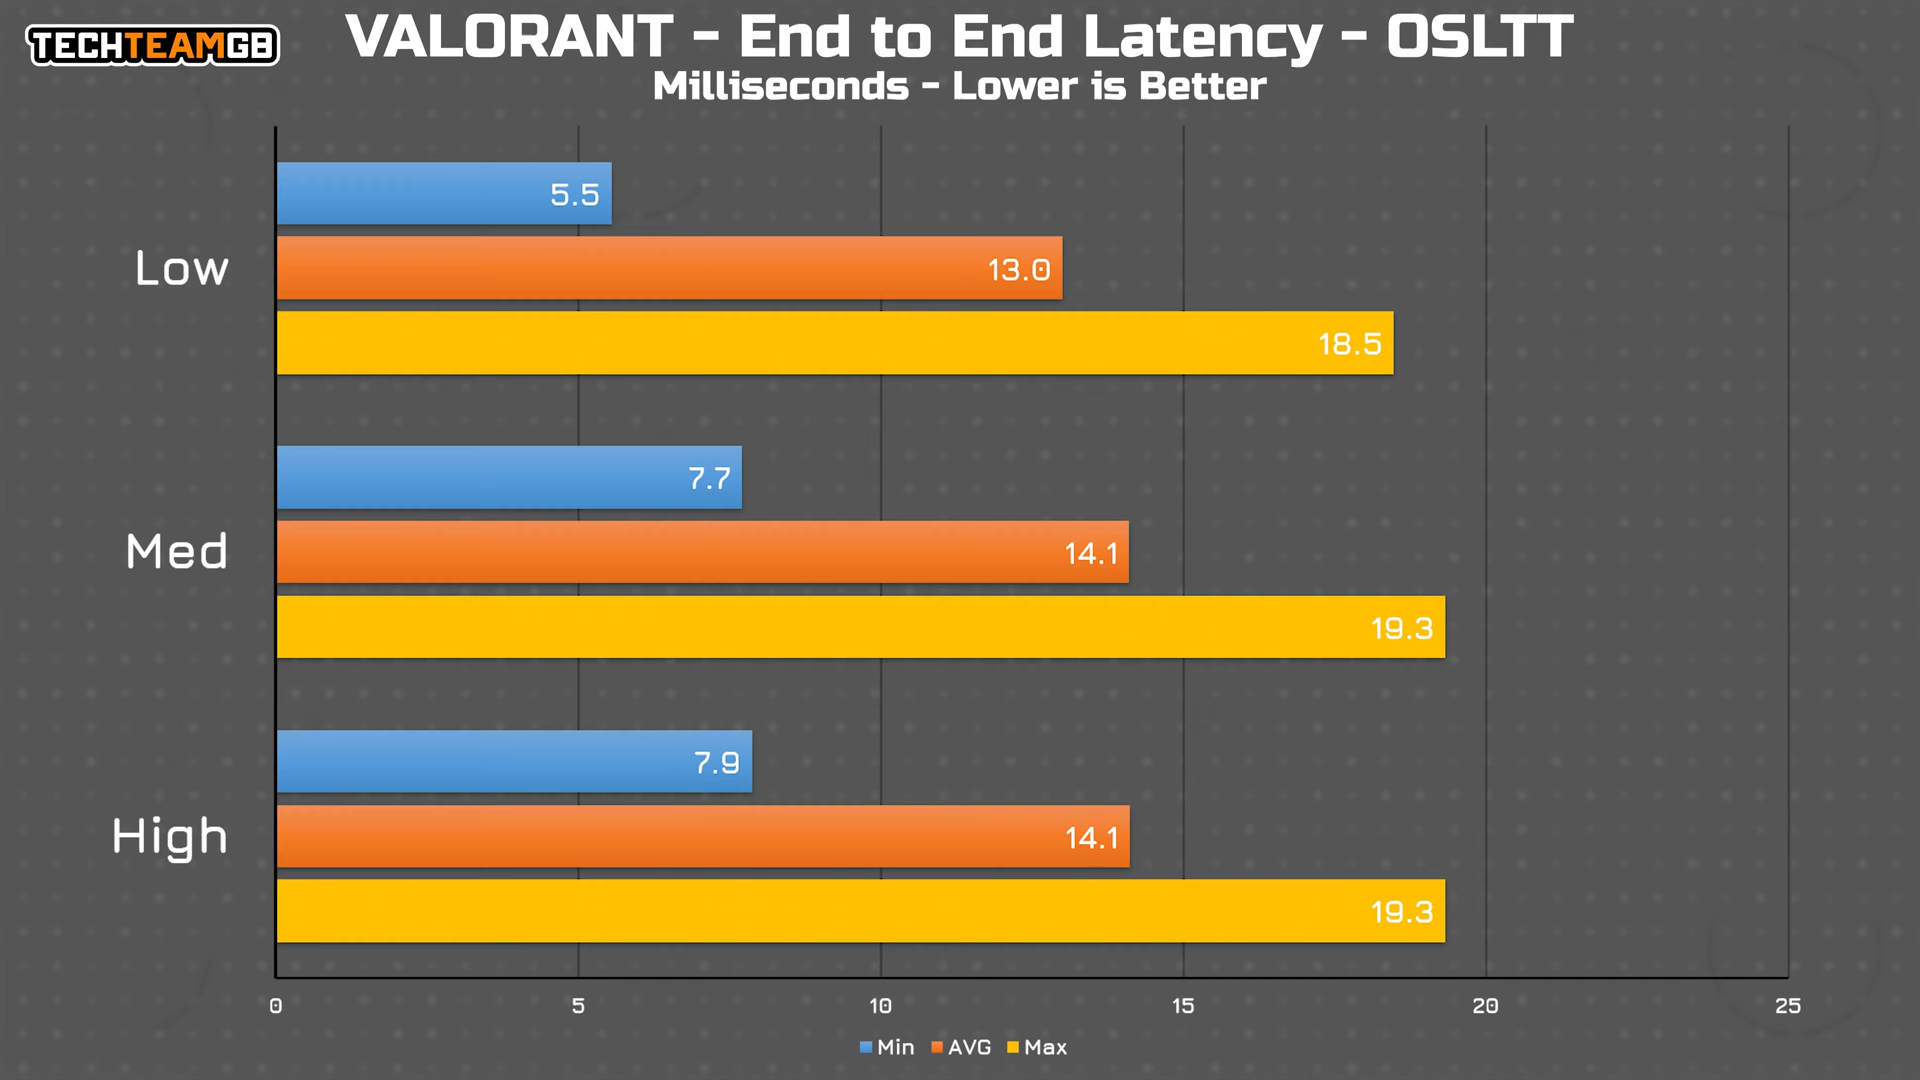 TECHTEAMGB
VALORANT - End to End Latency - OSLTT
Milliseconds - Lower is Better
5.5
Low
13.0
18.5
7.7
Med
14.1
19.3
7.9
High
14.1
19.3
0 5 10 15 20 25
Min AVG Max